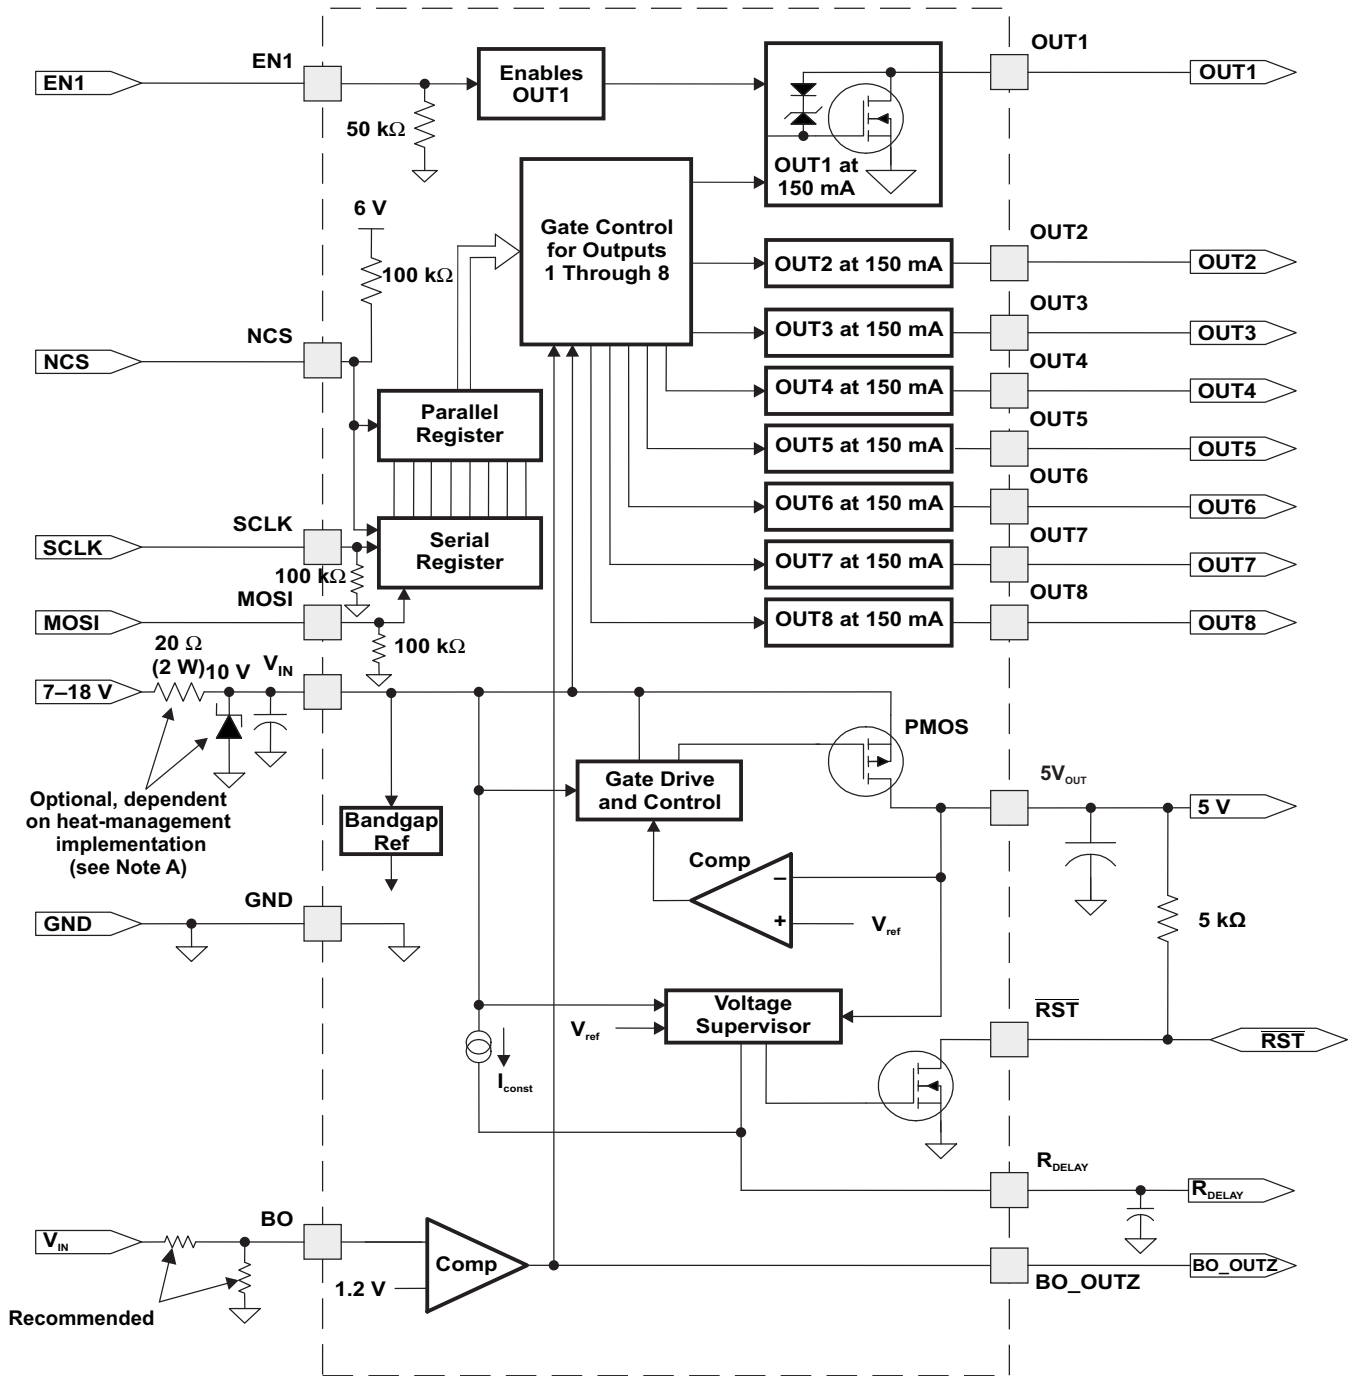 EN1
EN1
50 kΩ
Enables
OUT1
OUT1 at
150 mA
OUT1
OUT1
6 V
100 kΩ
Gate Control
for Outputs
1 Through 8
OUT2 at 150 mA
OUT2
OUT2
OUT3 at 150 mA
OUT3
OUT3
OUT4 at 150 mA
OUT4
OUT4
OUT5 at 150 mA
OUT5
OUT5
OUT6 at 150 mA
OUT6
OUT6
OUT7 at 150 mA
OUT7
OUT7
OUT8 at 150 mA
OUT8
OUT8
NCS
NCS
Parallel
Register
SCLK
SCLK
100 kΩ
Serial
Register
MOSI
MOSI
100 kΩ
7–18 V
20 Ω
(2 W)
10 V
VIN
Optional, dependent
on heat-management
implementation
(see Note A)
Bandgap
Ref
Gate Drive
and Control
PMOS
5VOUT
5 V
Comp
–
+
Vref
5 kΩ
GND
GND
Voltage
Supervisor
Vref
Iconst
RST
RST
RDELAY
RDELAY
VIN
BO
Recommended
1.2 V
Comp
BO_OUTZ
BO_OUTZ